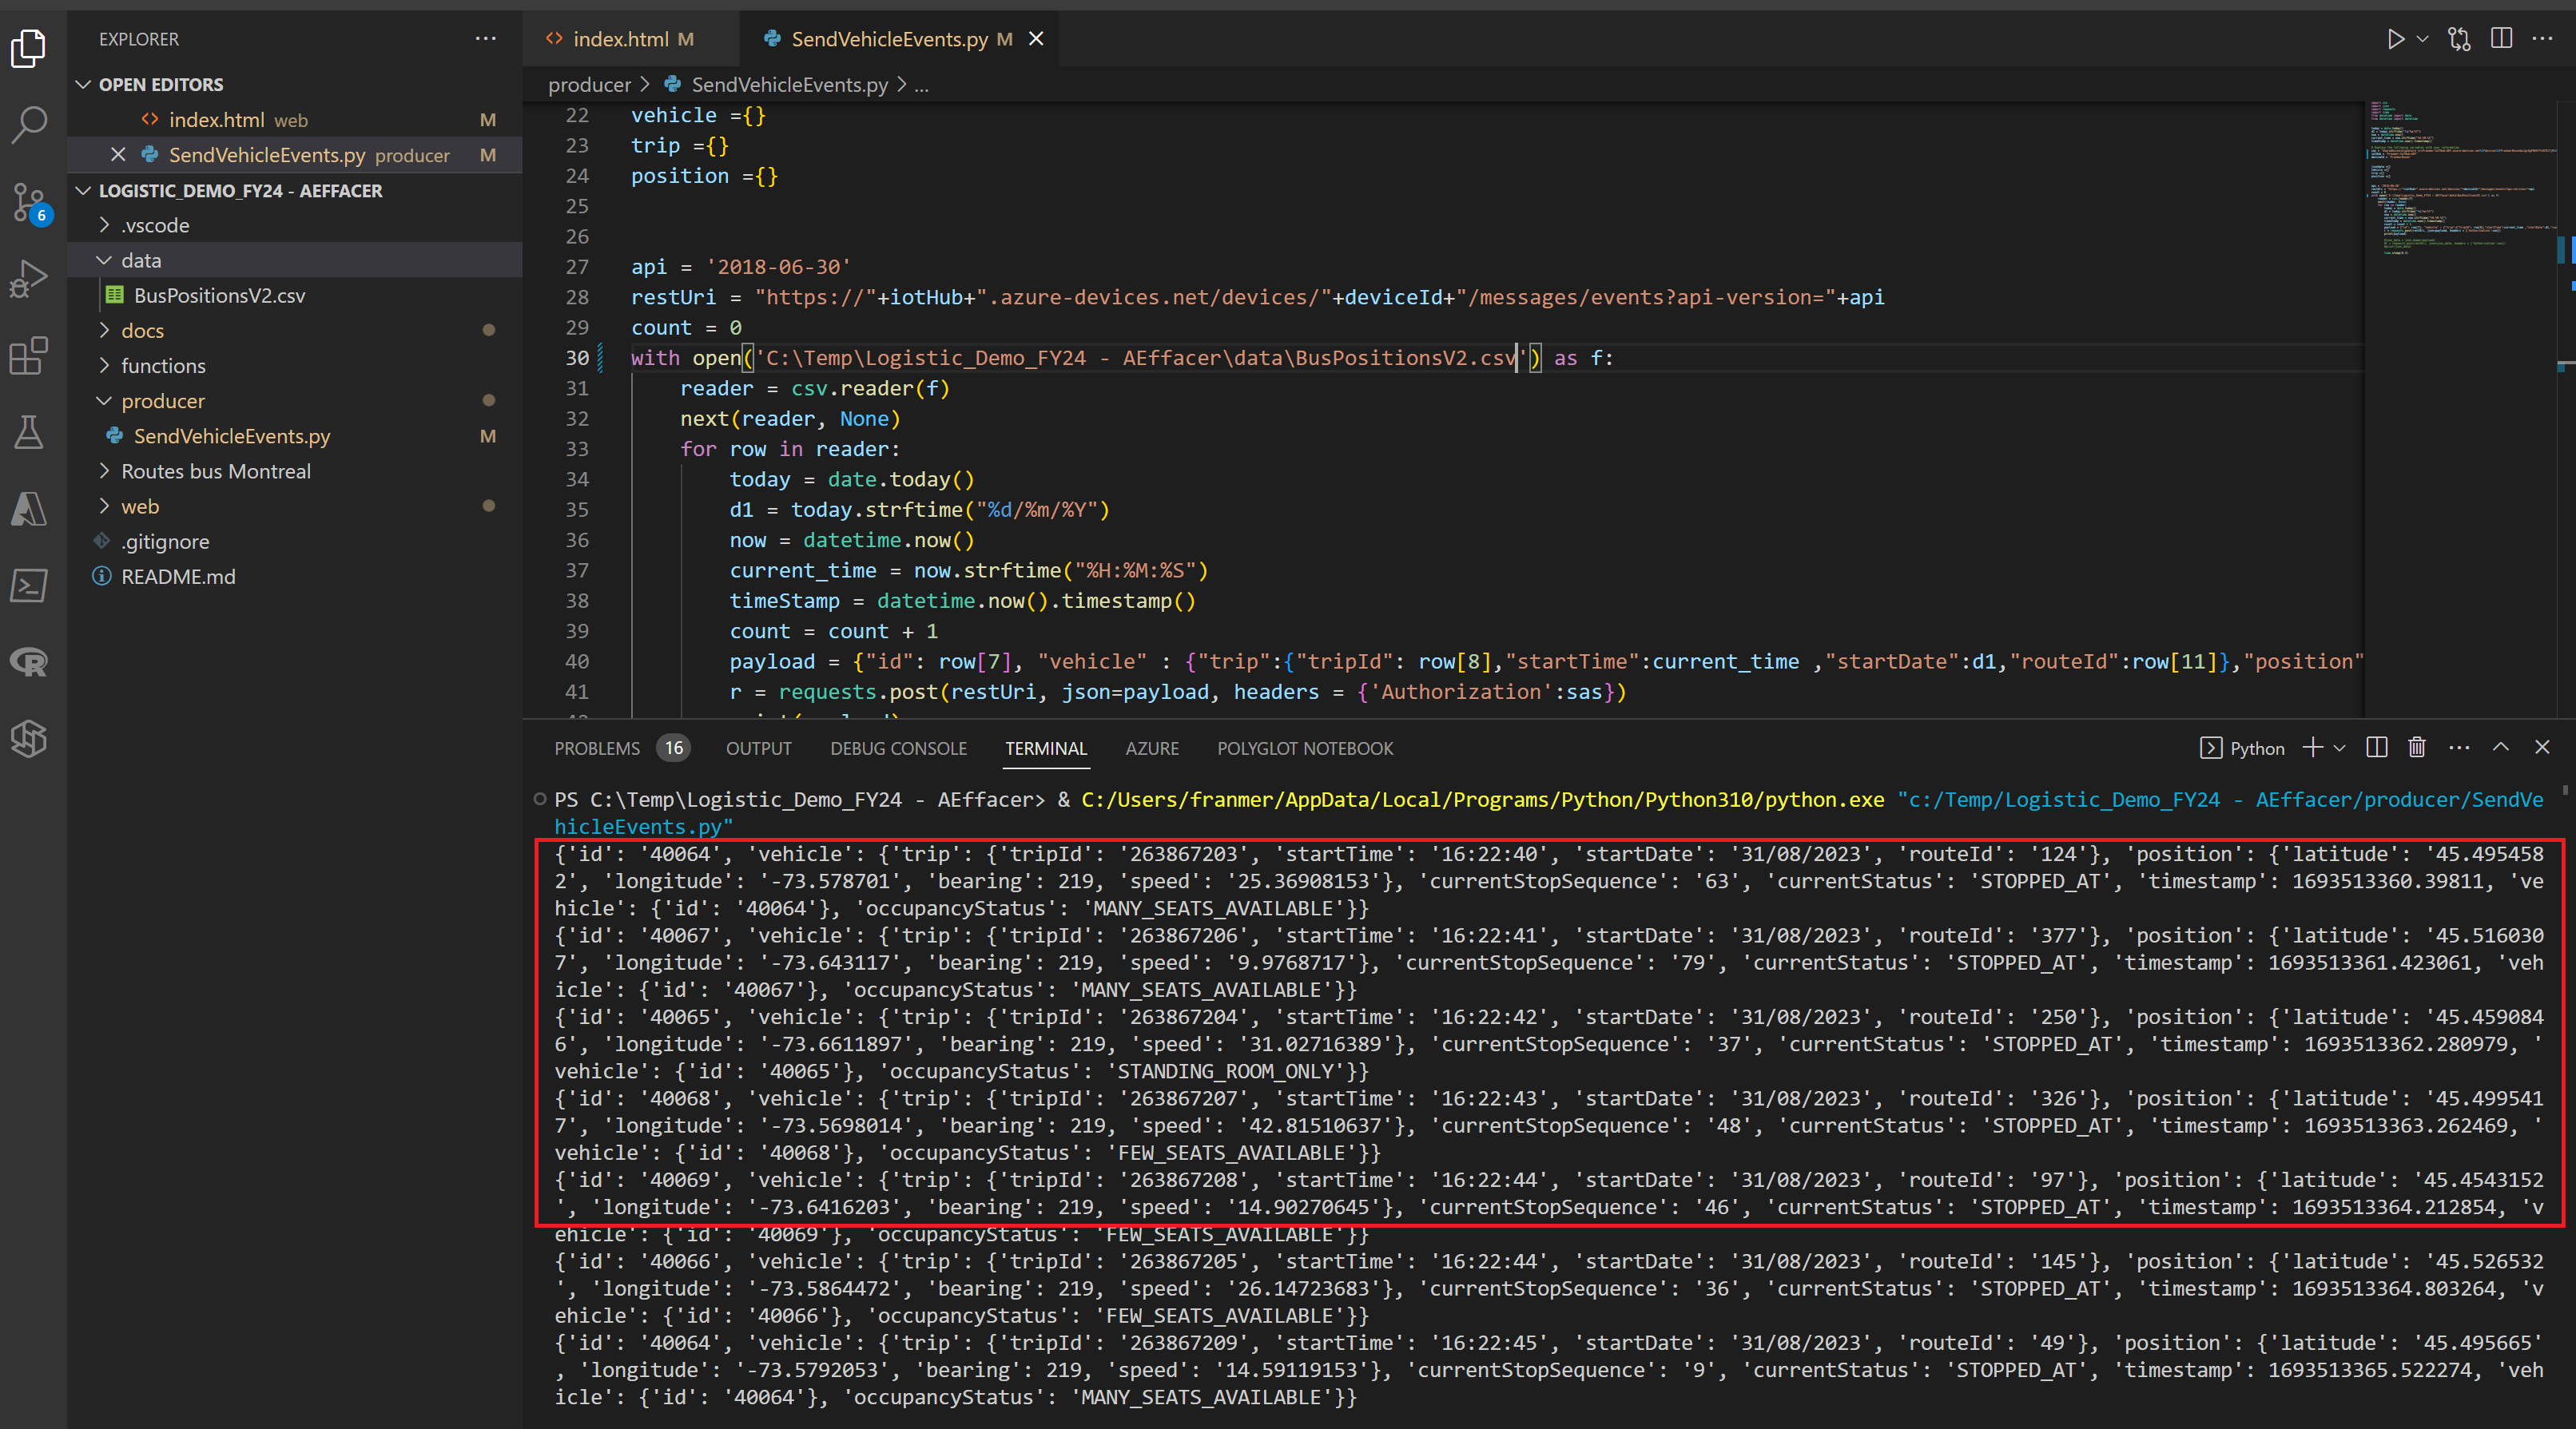 EXPLORER
OPEN EDITORS
index.html web M
SendVehicleEvents.py producer M
LOGISTIC_DEMO_FY24 - AEFFACER
.vscode
data
BusPositionsV2.csv
docs
functions
producer
SendVehicleEvents.py M
Routes bus Montreal
web
.gitignore
README.md
6
index.html M
SendVehicleEvents.py M
producer > SendVehicleEvents.py > ...
22 vehicle ={}
23 trip ={}
24 position ={}
25
26
27 api = '2018-06-30'
28 restUri = "https://"+iotHub+".azure-devices.net/devices/"+deviceId+"/messages/events?api-version="+api
29 count = 0
30 with open('C:\Temp\Logistic_Demo_FY24 - AEffacer\data\BusPositionsV2.csv') as f:
31 reader = csv.reader(f)
32 next(reader, None)
33 for row in reader:
34 today = date.today()
35 d1 = today.strftime("%d/%m/%Y")
36 now = datetime.now()
37 current_time = now.strftime("%H:%M:%S")
38 timeStamp = datetime.now().timestamp()
39 count = count + 1
40 payload = {"id": row[7], "vehicle" : {"trip":{"tripId": row[8],"startTime":current_time ,"startDate":d1,"routeId":row[11]},"position"
41 r = requests.post(restUri, json=payload, headers = {'Authorization':sas})
PROBLEMS 16 OUTPUT DEBUG CONSOLE TERMINAL AZURE POLYGLOT NOTEBOOK
Python
PS C:\Temp\Logistic_Demo_FY24 - AEffacer> & C:/Users/franmer/AppData/Local/Programs/Python/Python310/python.exe "c:/Temp/Logistic_Demo_FY24 - AEffacer/producer/SendVe
hicleEvents.py"
{'id': '40064', 'vehicle': {'trip': {'tripId': '263867203', 'startTime': '16:22:40', 'startDate': '31/08/2023', 'routeId': '124'}, 'position': {'latitude': '45.495458
2', 'longitude': '-73.578701', 'bearing': 219, 'speed': '25.36908153'}, 'currentStopSequence': '63', 'currentStatus': 'STOPPED_AT', 'timestamp': 1693513360.39811, 've
hicle': {'id': '40064'}, 'occupancyStatus': 'MANY_SEATS_AVAILABLE'}}
{'id': '40067', 'vehicle': {'trip': {'tripId': '263867206', 'startTime': '16:22:41', 'startDate': '31/08/2023', 'routeId': '377'}, 'position': {'latitude': '45.516030
7', 'longitude': '-73.643117', 'bearing': 219, 'speed': '9.9768717'}, 'currentStopSequence': '79', 'currentStatus': 'STOPPED_AT', 'timestamp': 1693513361.423061, 'veh
icle': {'id': '40067'}, 'occupancyStatus': 'MANY_SEATS_AVAILABLE'}}
{'id': '40065', 'vehicle': {'trip': {'tripId': '263867204', 'startTime': '16:22:42', 'startDate': '31/08/2023', 'routeId': '250'}, 'position': {'latitude': '45.459084
6', 'longitude': '-73.6611897', 'bearing': 219, 'speed': '31.02716389'}, 'currentStopSequence': '37', 'currentStatus': 'STOPPED_AT', 'timestamp': 1693513362.280979, '
vehicle': {'id': '40065'}, 'occupancyStatus': 'STANDING_ROOM_ONLY'}}
{'id': '40068', 'vehicle': {'trip': {'tripId': '263867207', 'startTime': '16:22:43', 'startDate': '31/08/2023', 'routeId': '326'}, 'position': {'latitude': '45.499541
7', 'longitude': '-73.5698014', 'bearing': 219, 'speed': '42.81510637'}, 'currentStopSequence': '48', 'currentStatus': 'STOPPED_AT', 'timestamp': 1693513363.262469, '
vehicle': {'id': '40068'}, 'occupancyStatus': 'FEW_SEATS_AVAILABLE'}}
{'id': '40069', 'vehicle': {'trip': {'tripId': '263867208', 'startTime': '16:22:44', 'startDate': '31/08/2023', 'routeId': '97'}, 'position': {'latitude': '45.4543152
', 'longitude': '-73.6416203', 'bearing': 219, 'speed': '14.90270645'}, 'currentStopSequence': '46', 'currentStatus': 'STOPPED_AT', 'timestamp': 1693513364.212854, 'v
ehicle': {'id': '40069'}, 'occupancyStatus': 'FEW_SEATS_AVAILABLE'}}
{'id': '40066', 'vehicle': {'trip': {'tripId': '263867205', 'startTime': '16:22:44', 'startDate': '31/08/2023', 'routeId': '145'}, 'position': {'latitude': '45.526532
', 'longitude': '-73.5864472', 'bearing': 219, 'speed': '26.14723683'}, 'currentStopSequence': '36', 'currentStatus': 'STOPPED_AT', 'timestamp': 1693513364.803264, 'v
ehicle': {'id': '40066'}, 'occupancyStatus': 'FEW_SEATS_AVAILABLE'}}
{'id': '40064', 'vehicle': {'trip': {'tripId': '263867209', 'startTime': '16:22:45', 'startDate': '31/08/2023', 'routeId': '49'}, 'position': {'latitude': '45.495665'
, 'longitude': '-73.5792053', 'bearing': 219, 'speed': '14.59119153'}, 'currentStopSequence': '9', 'currentStatus': 'STOPPED_AT', 'timestamp': 1693513365.522274, 'veh
icle': {'id': '40064'}, 'occupancyStatus': 'MANY_SEATS_AVAILABLE'}}